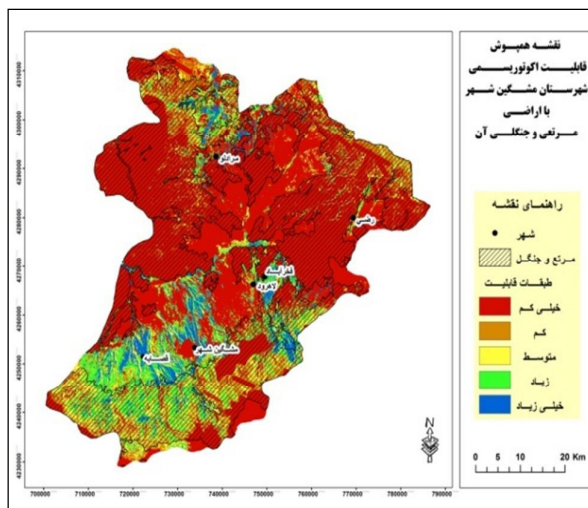 نقشه همپوش
قابلیت اکوتوریسمی
شهرستان مشگین شهر
با اراضی
مرتعی و جنگلی آن
راهنمای نقشه
شهر
مرتع و جنگل
طبقات قابلیت
خیلی کم
کم
متوسط
زیاد
خیلی زیاد
N
0 5 10 20 Km
مرادلو
رضی
فخرآباد
لاهرود
مشگین شهر
قصابه
4310000
4300000
4290000
4280000
4270000
4260000
4250000
4240000
4230000
700000 710000 720000 730000 740000 750000 760000 770000 780000 790000